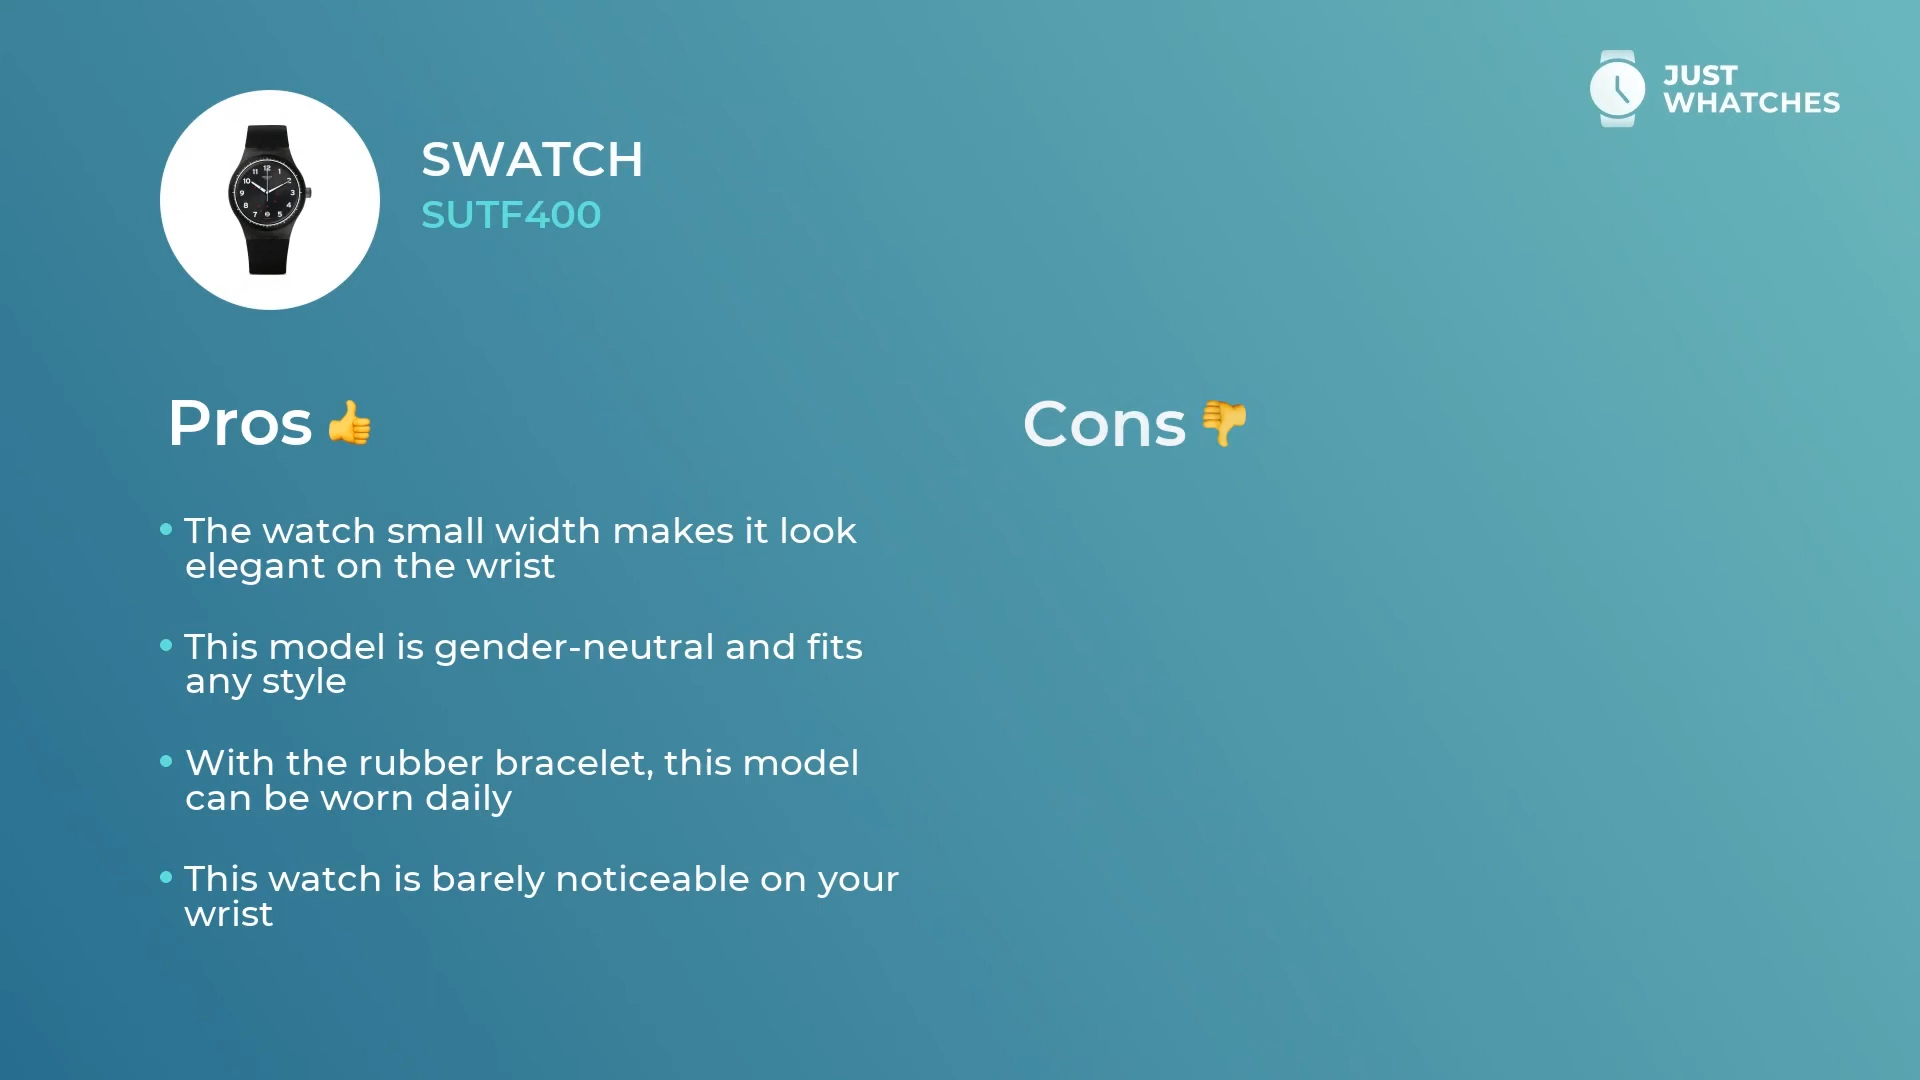 JUST
WHATCHES
SWATCH
SUTF400
Pros 👍
Cons 👎
• The watch small width makes it look
elegant on the wrist
• This model is gender-neutral and fits
any style
• With the rubber bracelet, this model
can be worn daily
• This watch is barely noticeable on your
wrist